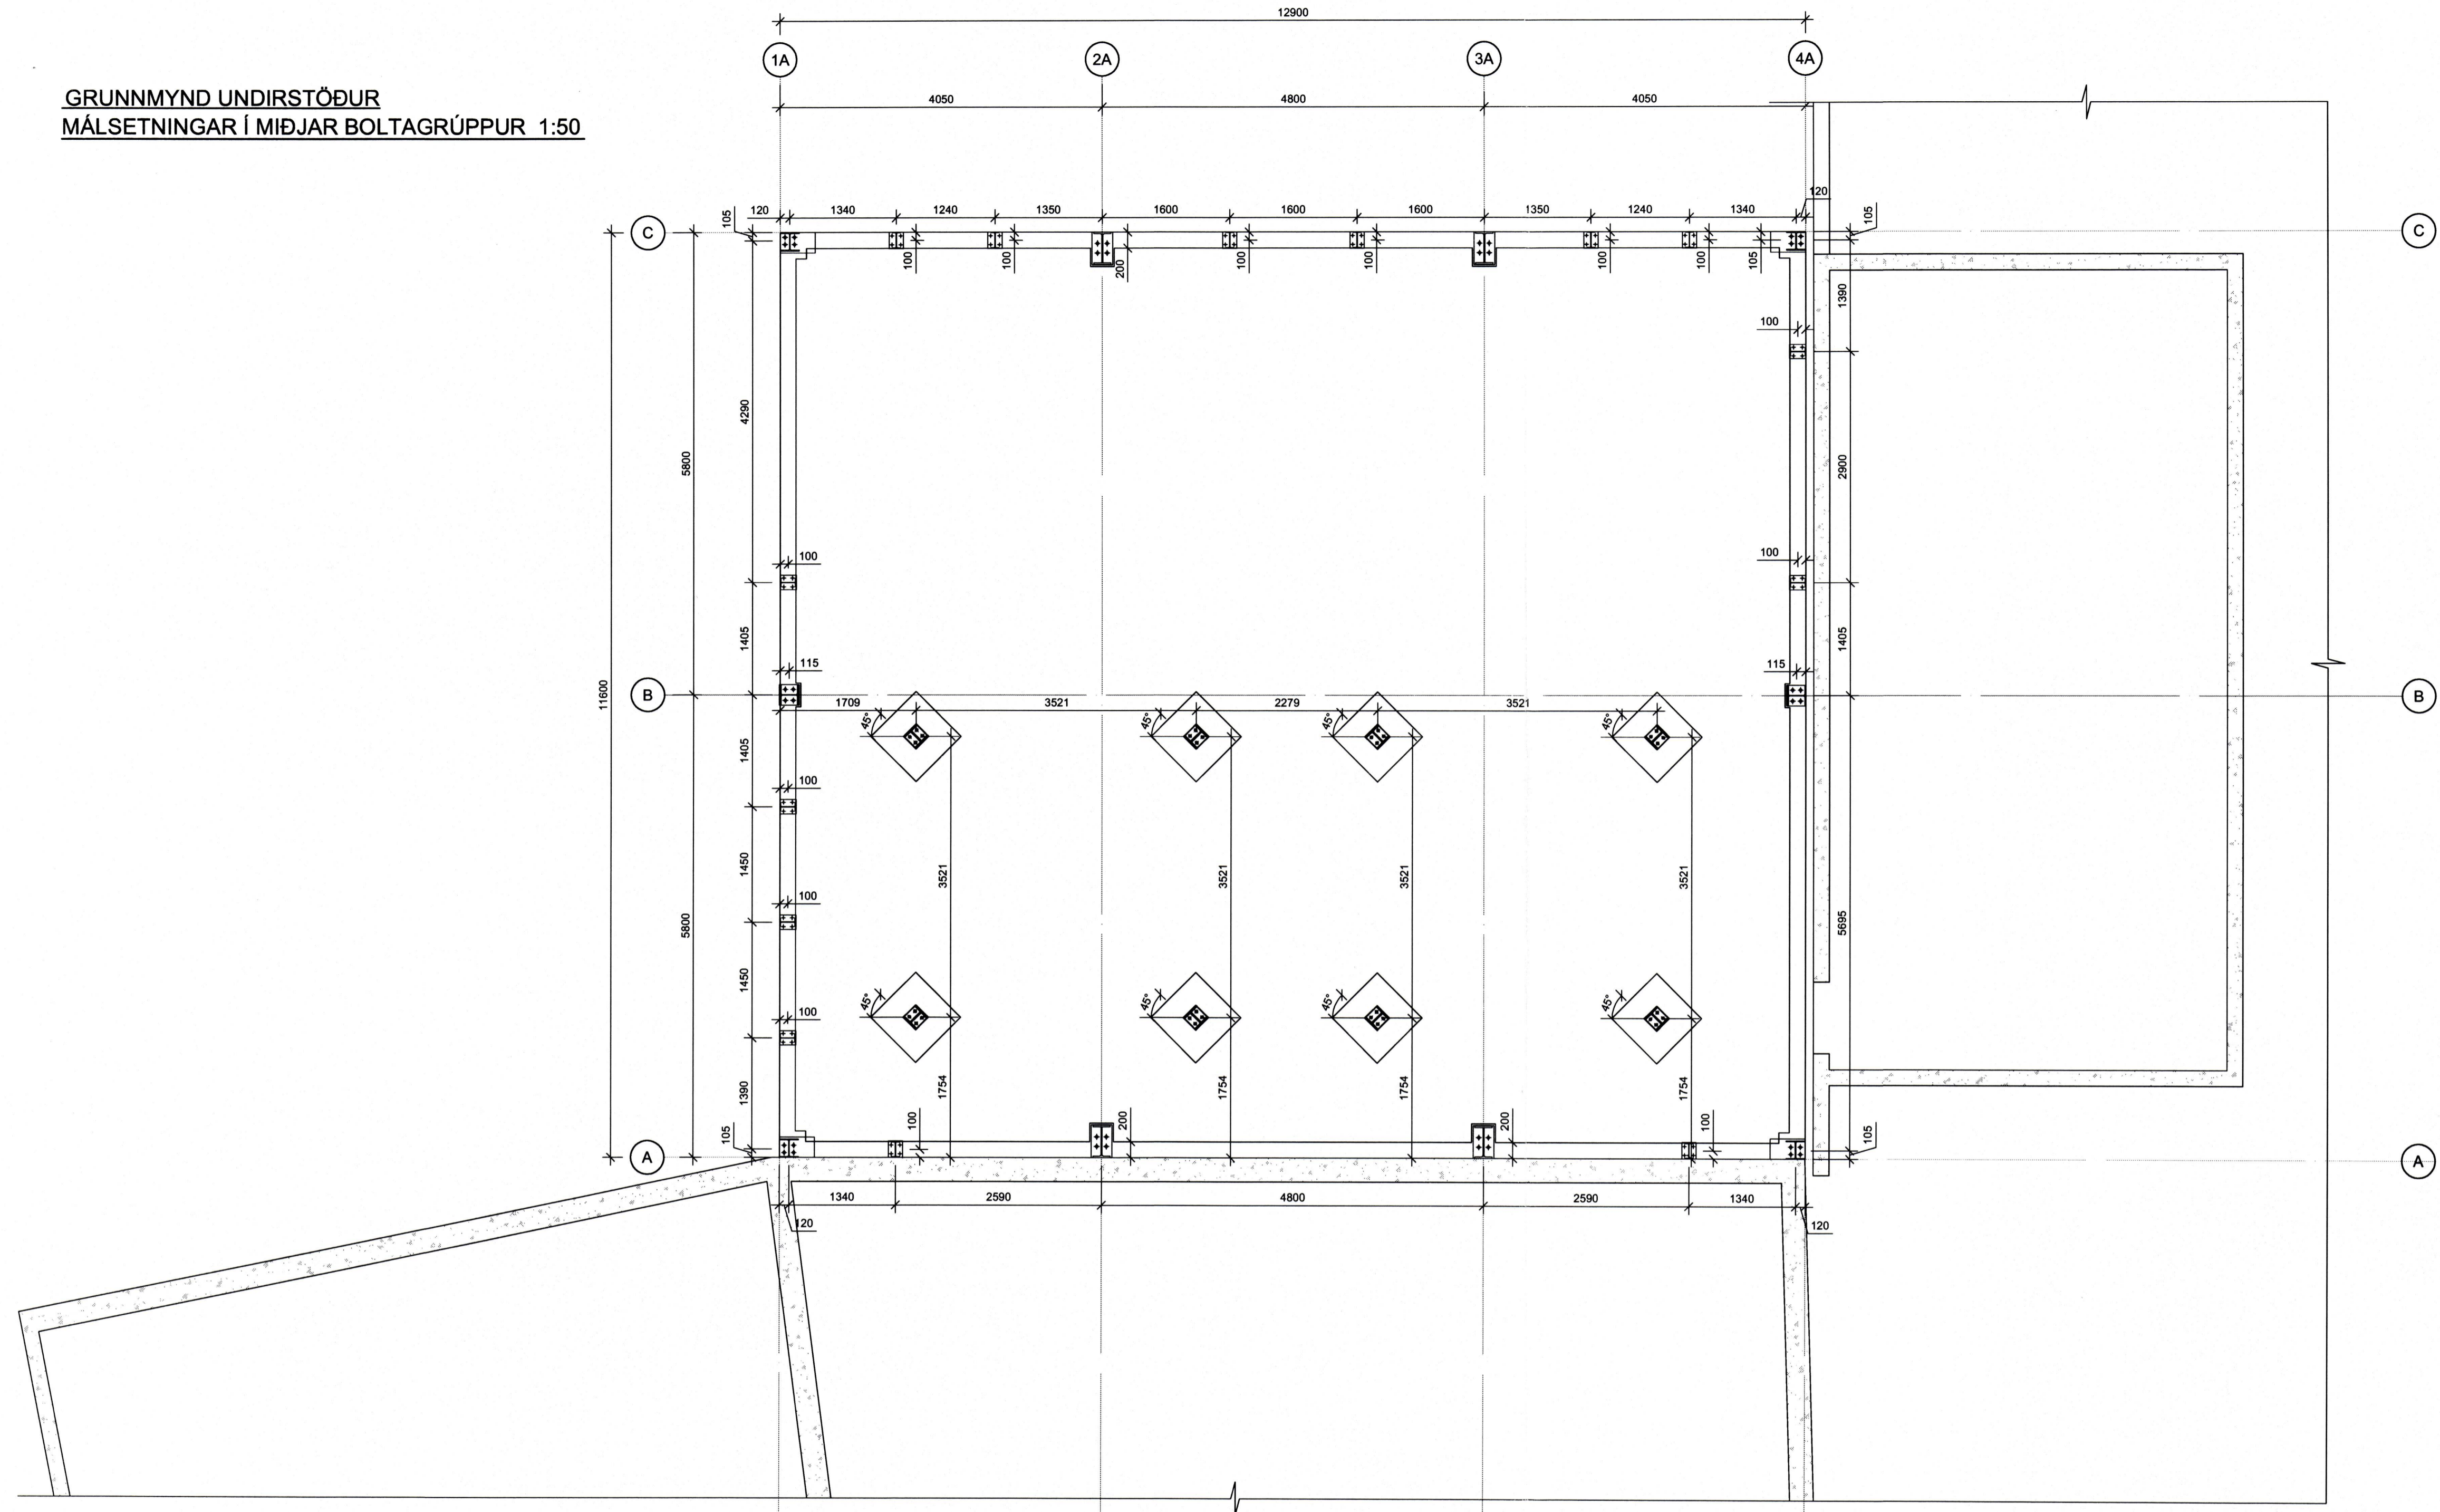 12900
1A 2A 3A 4A
GRUNNMYND UNDIRSTÖÐUR
MÁLSETNINGAR Í MIÐJAR BOLTAGRÚPPUR 1:50
4050 4800 4050
105 120 1340 1240 1350 1600 1600 1600 1350 1240 1340 120 105
C C
100 100 200 100 100 100 100 105
1390
100
4290
5800
2900
100 100
1405 1405
115 115
11600
B B
1709 3521 2279 3521
45° 45° 45° 45°
1405
100
1450
3521 3521 3521 3521
100
5800
5695
1450
45° 45° 45° 45°
100
1390
1754 1754 1754 1754
105 100 200 200 100 105
A A
1340 2590 4800 2590 1340
120 120